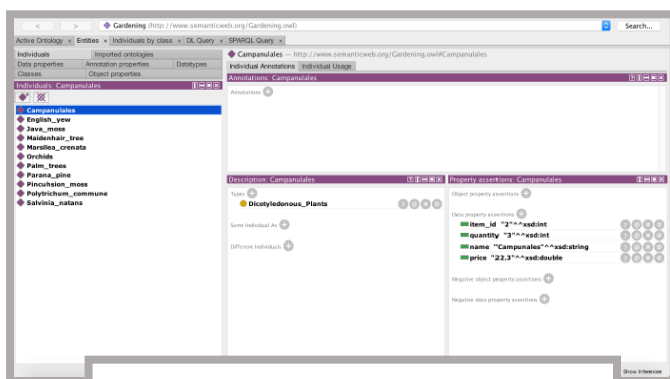 < > Gardening (http://www.semanticweb.org/Gardening.owl) Search...
Active Ontology × Entities × Individuals by class × DL Query × SPARQL Query ×
Individuals Imported ontologies
Data properties Annotation properties Datatypes
Classes Object properties
Individuals: Campanulales
Campanulales
English_yew
Java_moss
Maidenhair_tree
Marsilea_crenata
Orchids
Palm_trees
Parana_pine
Pincuhsion_moss
Polytrichum_commune
Salvinia_natans
Campanulales — http://www.semanticweb.org/Gardening.owl#Campanulales
Individual Annotations Individual Usage
Annotations: Campanulales
Annotations
Description: Campanulales
Types
Dicotyledonous_Plants
Same Individual As
Different Individuals
Property assertions: Campanulales
Object property assertions
Data property assertions
item_id "2"^^xsd:int
quantity "3"^^xsd:int
name "Campunales"^^xsd:string
price "22.3"^^xsd:double
Negative object property assertions
Negative data property assertions
Show Inferences